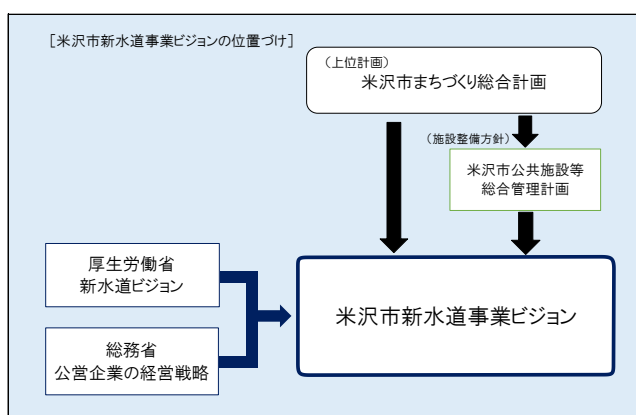 ［米沢市新水道事業ビジョンの位置づけ］
（上位計画）
米沢市まちづくり総合計画
（施設整備方針）
米沢市公共施設等
総合管理計画
厚生労働省
新水道ビジョン
米沢市新水道事業ビジョン
総務省
公営企業の経営戦略